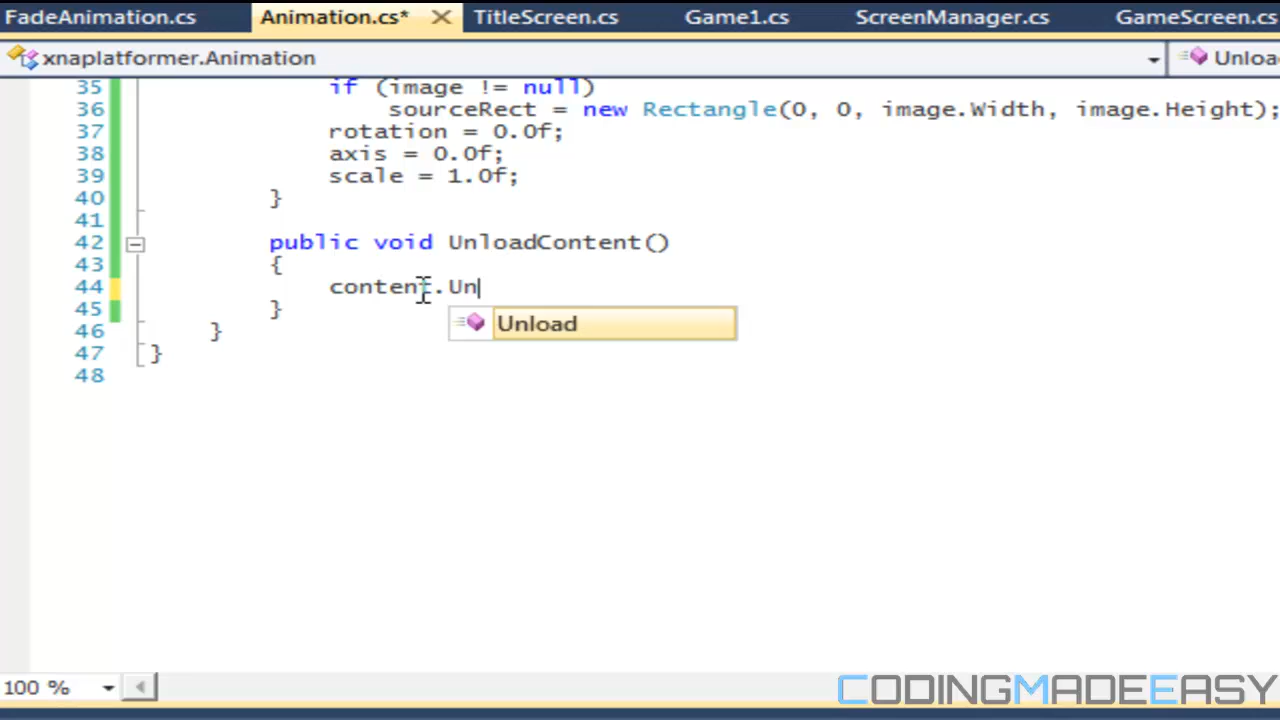 FadeAnimation.cs Animation.cs* TitleScreen.cs Game1.cs ScreenManager.cs GameScreen.cs
xnaplatformer.Animation Unloa
35 if (image != null)
36 sourceRect = new Rectangle(0, 0, image.Width, image.Height);
37 rotation = 0.0f;
38 axis = 0.0f;
39 scale = 1.0f;
40 }
41
42 public void UnloadContent()
43 {
44 content.Un
Unload
45 }
46 }
47 }
48
100 %
CODINGMADEEASY